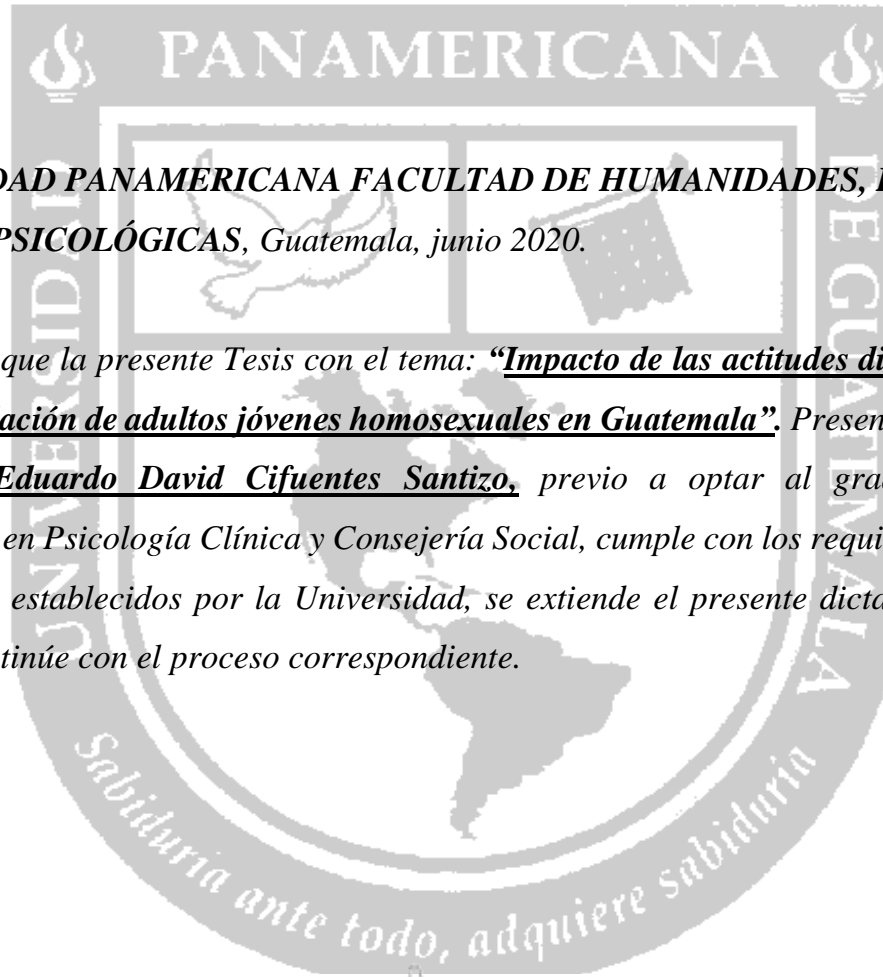 PANAMERICANA
UNIVERSIDAD
DE GUATEMALA
DAD PANAMERICANA FACULTAD DE HUMANIDADES,
PSICOLÓGICAS, Guatemala, junio 2020.
que la presente Tesis con el tema: “Impacto de las actitudes di
ación de adultos jóvenes homosexuales en Guatemala”. Presen
Eduardo David Cifuentes Santizo, previo a optar al gra
en Psicología Clínica y Consejería Social, cumple con los requi
establecidos por la Universidad, se extiende el presente dicta
tinúe con el proceso correspondiente.
Sabiduría ante todo, adquiere sabiduría